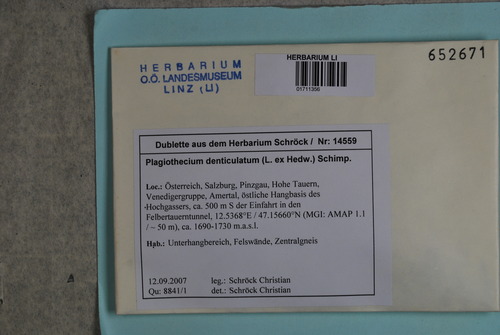 HERBARIUM
O.Ö. LANDESMUSEUM
LINZ (LI)
HERBARIUM LI
01711356
652671
Dublette aus dem Herbarium Schröck / Nr: 14559
Plagiothecium denticulatum (L. ex Hedw.) Schimp.
Loc.: Österreich, Salzburg, Pinzgau, Hohe Tauern,
Venedigergruppe, Amertal, östliche Hangbasis des
Hochgassers, ca. 500 m S der Einfahrt in den
Felbertauerntunnel, 12.5368°E / 47.15660°N (MGI: AMAP 1.1
/ ~ 50 m), ca. 1690-1730 m.a.s.l.
Hab.: Unterhangbereich, Felswände, Zentralgneis
12.09.2007 leg.: Schröck Christian
Qu: 8841/1 det.: Schröck Christian